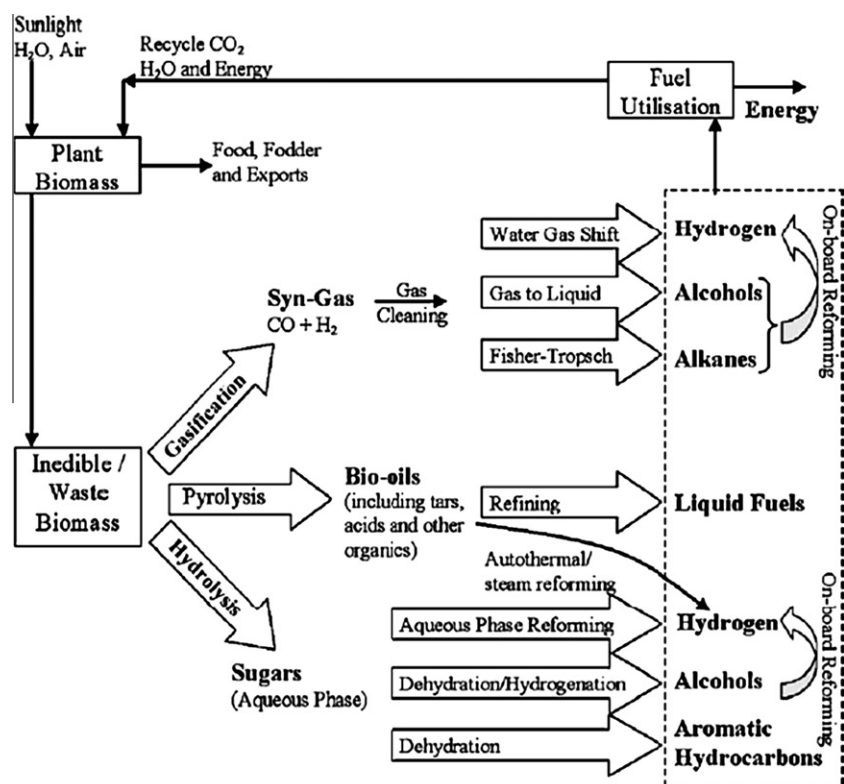 Sunlight
H₂O, Air
Recycle CO₂
H₂O and Energy
Fuel
Utilisation
Energy
Plant
Biomass
Food, Fodder
and Exports
Water Gas Shift
Hydrogen
On-board Reforming
Syn-Gas
CO + H₂
Gas
Cleaning
Gas to Liquid
Alcohols
Fisher-Tropsch
Alkanes
Gasification
Inedible /
Waste
Biomass
Pyrolysis
Bio-oils
(including tars,
acids and other
organics)
Refining
Liquid Fuels
Hydrolysis
Autothermal/
steam reforming
Aqueous Phase Reforming
Hydrogen
On-board Reforming
Sugars
(Aqueous Phase)
Dehydration/Hydrogenation
Alcohols
Dehydration
Aromatic
Hydrocarbons